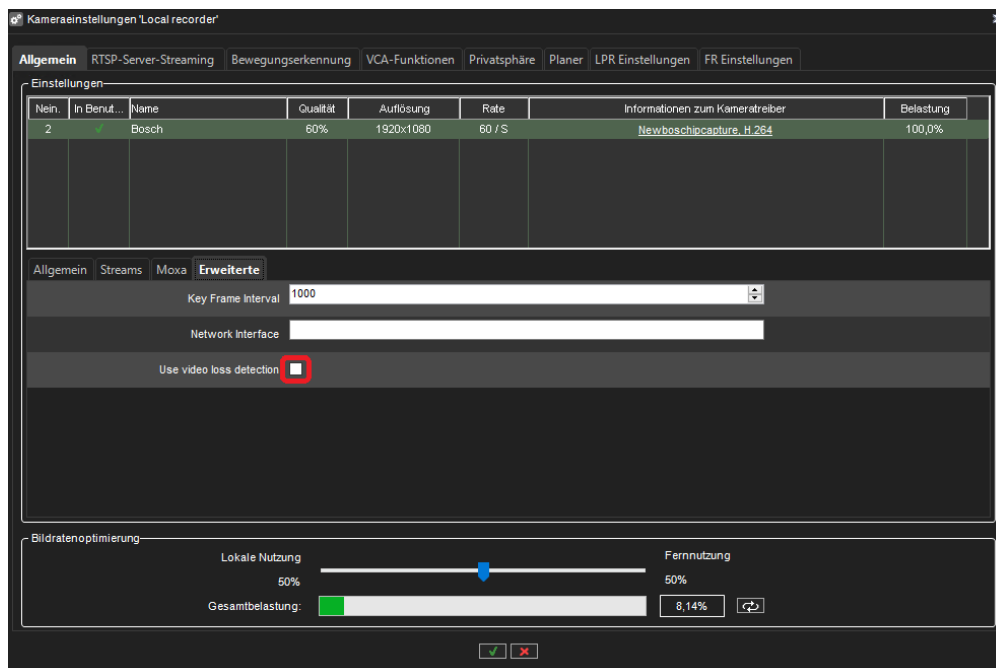 Kameraeinstellungen 'Local recorder'
Allgemein RTSP-Server-Streaming Bewegungserkennung VCA-Funktionen Privatsphäre Planer LPR Einstellungen FR Einstellungen
Einstellungen
Nein. In Benut... Name Qualität Auflösung Rate Informationen zum Kameratreiber Belastung
2 Bosch 60% 1920x1080 60 / S Newboschipcapture, H.264 100,0%
Allgemein Streams Moxa Erweiterte
Key Frame Interval 1000
Network Interface
Use video loss detection
Bildratenoptimierung
Lokale Nutzung Fernnutzung
50% 50%
Gesamtbelastung: 8,14%